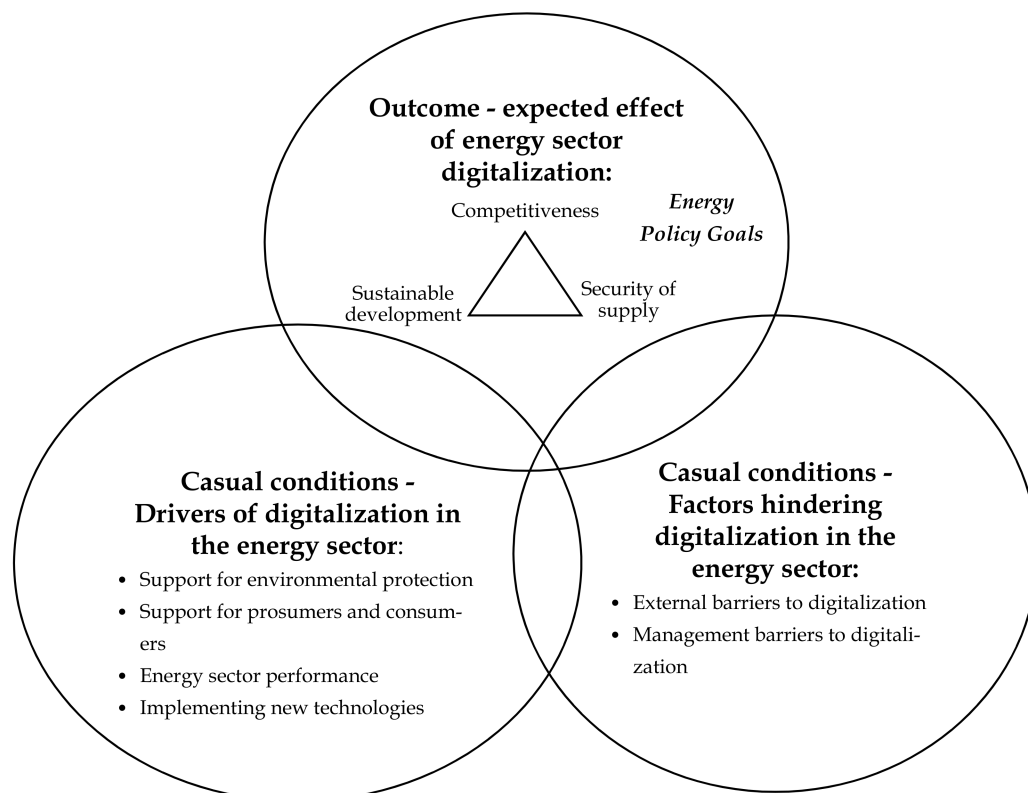 Outcome - expected effect
of energy sector
digitalization:
Competitiveness
Energy
Policy Goals
Sustainable
development
Security of
supply
Casual conditions -
Drivers of digitalization in
the energy sector:
• Support for environmental protection
• Support for prosumers and consum-
ers
• Energy sector performance
• Implementing new technologies
Casual conditions -
Factors hindering
digitalization in the
energy sector:
• External barriers to digitalization
• Management barriers to digitali-
zation